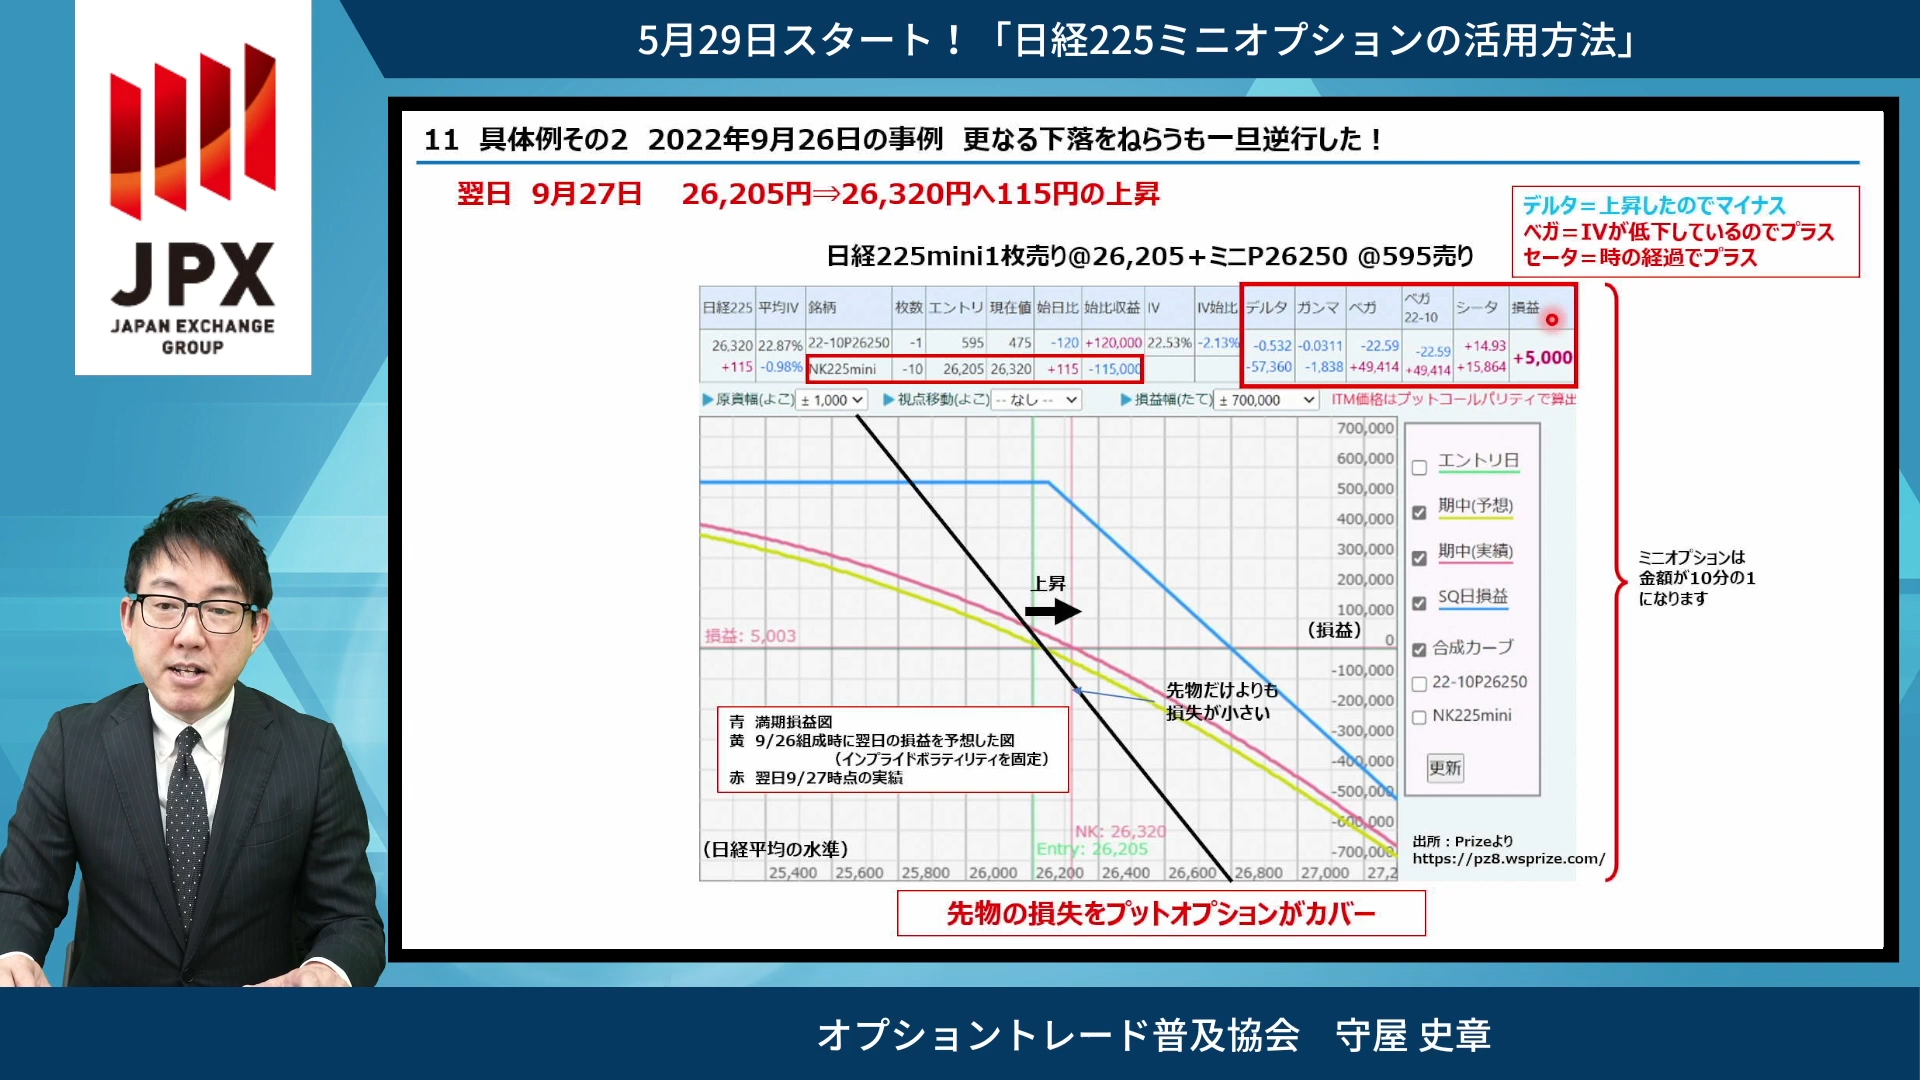 5月29日スタート！「日経225ミニオプションの活用方法」
JPX
JAPAN EXCHANGE
GROUP
11 具体例その2 2022年9月26日の事例 更なる下落をねらうも一旦逆行した！
翌日 9月27日 26,205円⇒26,320円へ115円の上昇
デルタ＝上昇したのでマイナス
ベガ＝IVが低下しているのでプラス
セータ＝時の経過でプラス
日経225mini1枚売り@26,205＋ミニP26250 @595売り
日経225 平均IV 銘柄 枚数 エントリ 現在値 始日比 始比収益 IV IV始比 デルタ ガンマ ベガ ベガ 22-10 シータ 損益
26,320 22.87% 22-10P26250 -1 595 475 -120 +120,000 22.53% -2.13% -0.532 -0.0311 -22.59 -22.59 +14.93 +5,000
+115 -0.98% NK225mini -10 26,205 26,320 +115 -115,000 -57,360 -1,838 +49,414 +49,414 +15,864
▶原資幅(よこ) ± 1,000 ▶視点移動(よこ) -- なし -- ▶損益幅(たて) ± 700,000 ITM価格はプットコールパリティで算出
700,000
600,000
500,000
400,000
300,000
200,000
100,000
0
-100,000
-200,000
-300,000
-400,000
-500,000
-600,000
-700,000
上昇
（損益）
損益: 5,003
先物だけよりも
損失が小さい
青 満期損益図
黄 9/26組成時に翌日の損益を予想した図
（インプライドボラティリティを固定）
赤 翌日9/27時点の実績
NK: 26,320
Entry: 26,205
（日経平均の水準）
25,400 25,600 25,800 26,000 26,200 26,400 26,600 26,800 27,000 27,2
エントリ日
期中(予想)
期中(実績)
SQ日損益
合成カーブ
22-10P26250
NK225mini
更新
ミニオプションは
金額が10分の1
になります
出所：Prizeより
https://pz8.wsprize.com/
先物の損失をプットオプションがカバー
オプショントレード普及協会 守屋 史章